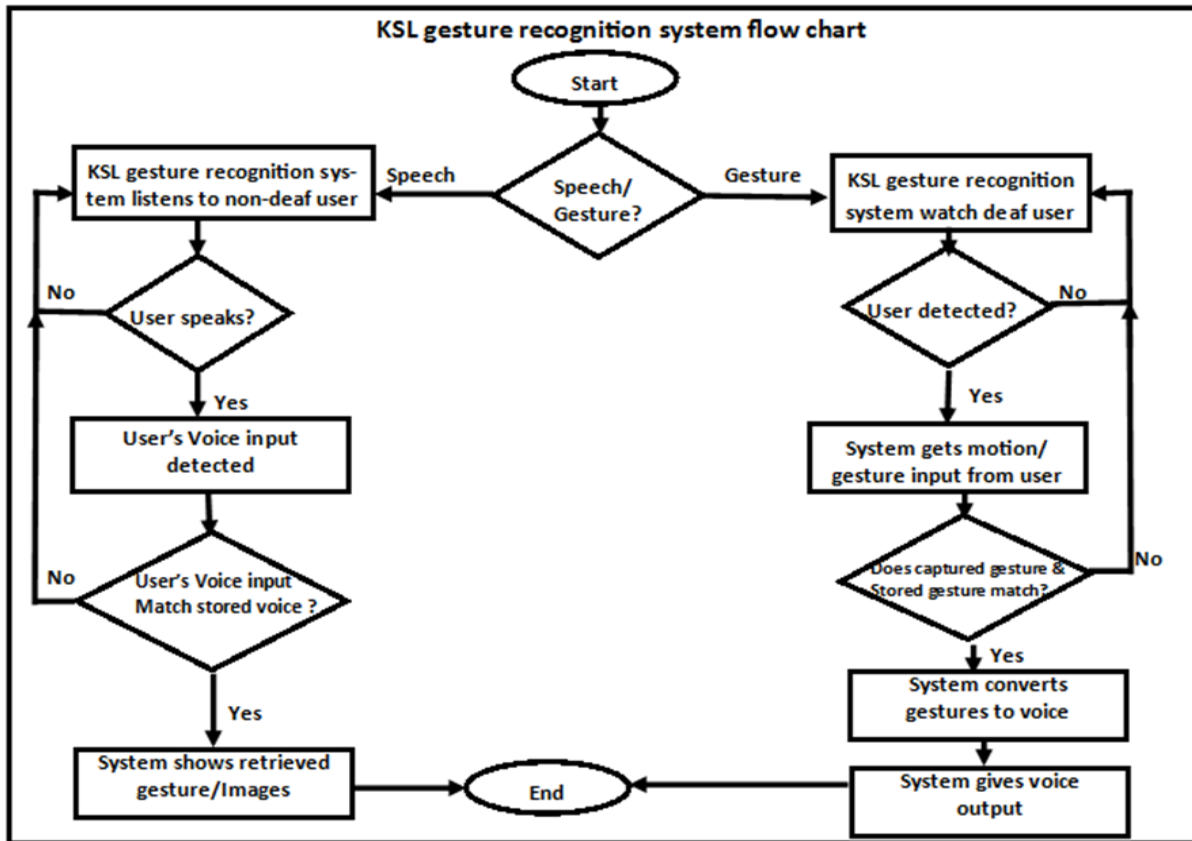 KSL gesture recognition system flow chart
Start
Speech/
Gesture?
Speech
Gesture
KSL gesture recognition sys-
tem listens to non-deaf user
User speaks?
No
Yes
User's Voice input
detected
User's Voice input
Match stored voice ?
No
Yes
System shows retrieved
gesture/Images
KSL gesture recognition
system watch deaf user
User detected?
No
Yes
System gets motion/
gesture input from user
Does captured gesture &
Stored gesture match?
No
Yes
System converts
gestures to voice
System gives voice
output
End